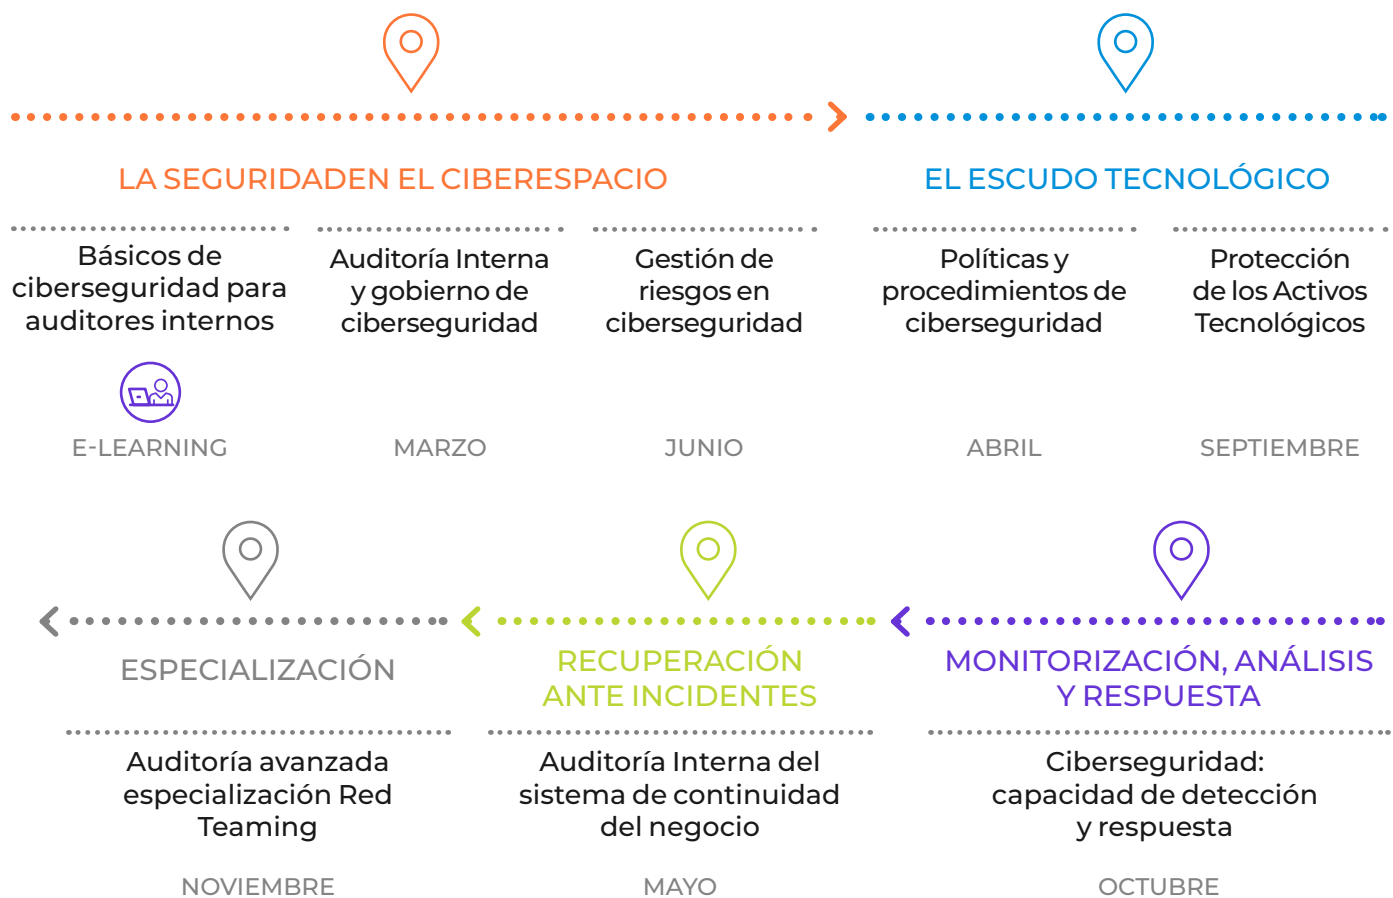 LA SEGURIDADEN EL CIBERESPACIO
EL ESCUDO TECNOLÓGICO
Básicos de
ciberseguridad para
auditores internos
Auditoría Interna
y gobierno de
ciberseguridad
Gestión de
riesgos en
ciberseguridad
Políticas y
procedimientos de
ciberseguridad
Protección
de los Activos
Tecnológicos
E-LEARNING
MARZO
JUNIO
ABRIL
SEPTIEMBRE
ESPECIALIZACIÓN
RECUPERACIÓN
ANTE INCIDENTES
MONITORIZACIÓN, ANÁLISIS
Y RESPUESTA
Auditoría avanzada
especialización Red
Teaming
Auditoría Interna del
sistema de continuidad
del negocio
Ciberseguridad:
capacidad de detección
y respuesta
NOVIEMBRE
MAYO
OCTUBRE